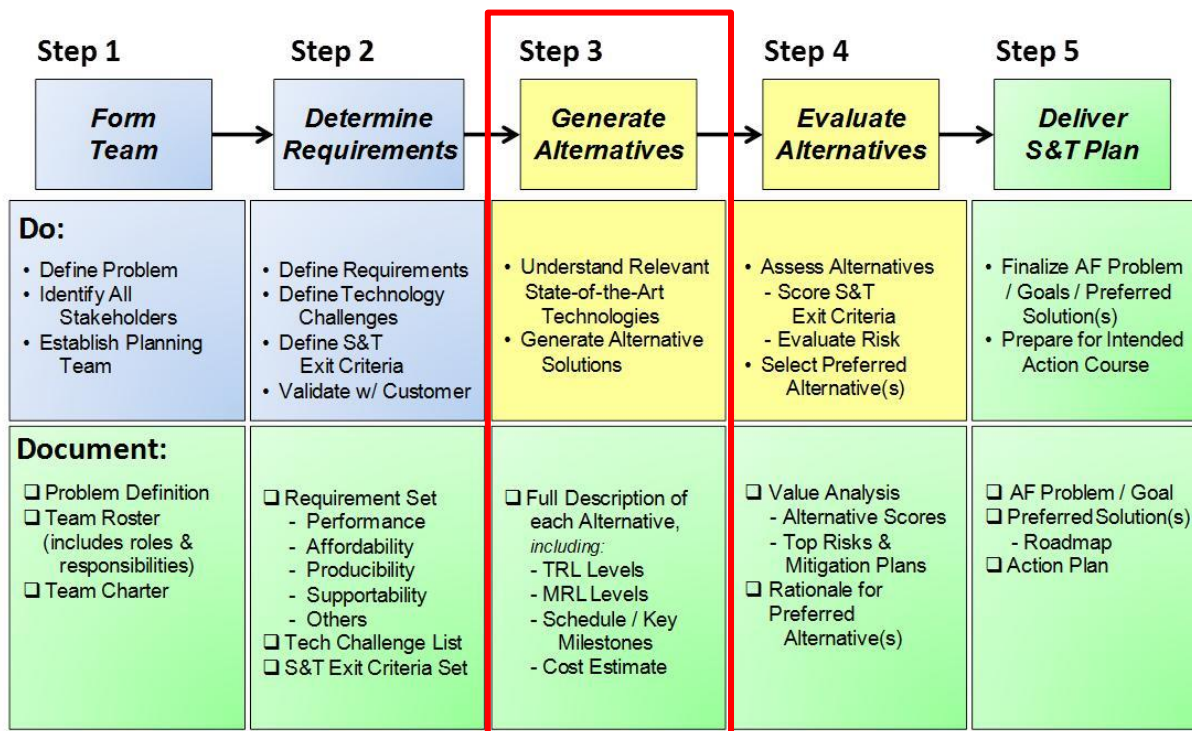 Step 1
Step 2
Step 3
Step 4
Step 5
Form
Team
Determine
Requirements
Generate
Alternatives
Evaluate
Alternatives
Deliver
S&T Plan
Do:
• Define Problem
• Identify All
Stakeholders
• Establish Planning
Team
• Define Requirements
• Define Technology
Challenges
• Define S&T
Exit Criteria
• Validate w/ Customer
• Understand Relevant
State-of-the-Art
Technologies
• Generate Alternative
Solutions
• Assess Alternatives
- Score S&T
Exit Criteria
- Evaluate Risk
• Select Preferred
Alternative(s)
• Finalize AF Problem
/ Goals / Preferred
Solution(s)
• Prepare for Intended
Action Course
Document:
❑ Problem Definition
❑ Team Roster
(includes roles &
responsibilities)
❑ Team Charter
❑ Requirement Set
- Performance
- Affordability
- Producibility
- Supportability
- Others
❑ Tech Challenge List
❑ S&T Exit Criteria Set
❑ Full Description of
each Alternative,
including:
- TRL Levels
- MRL Levels
- Schedule / Key
Milestones
- Cost Estimate
❑ Value Analysis
- Alternative Scores
- Top Risks &
Mitigation Plans
❑ Rationale for
Preferred
Alternative(s)
❑ AF Problem / Goal
❑ Preferred Solution(s)
- Roadmap
❑ Action Plan